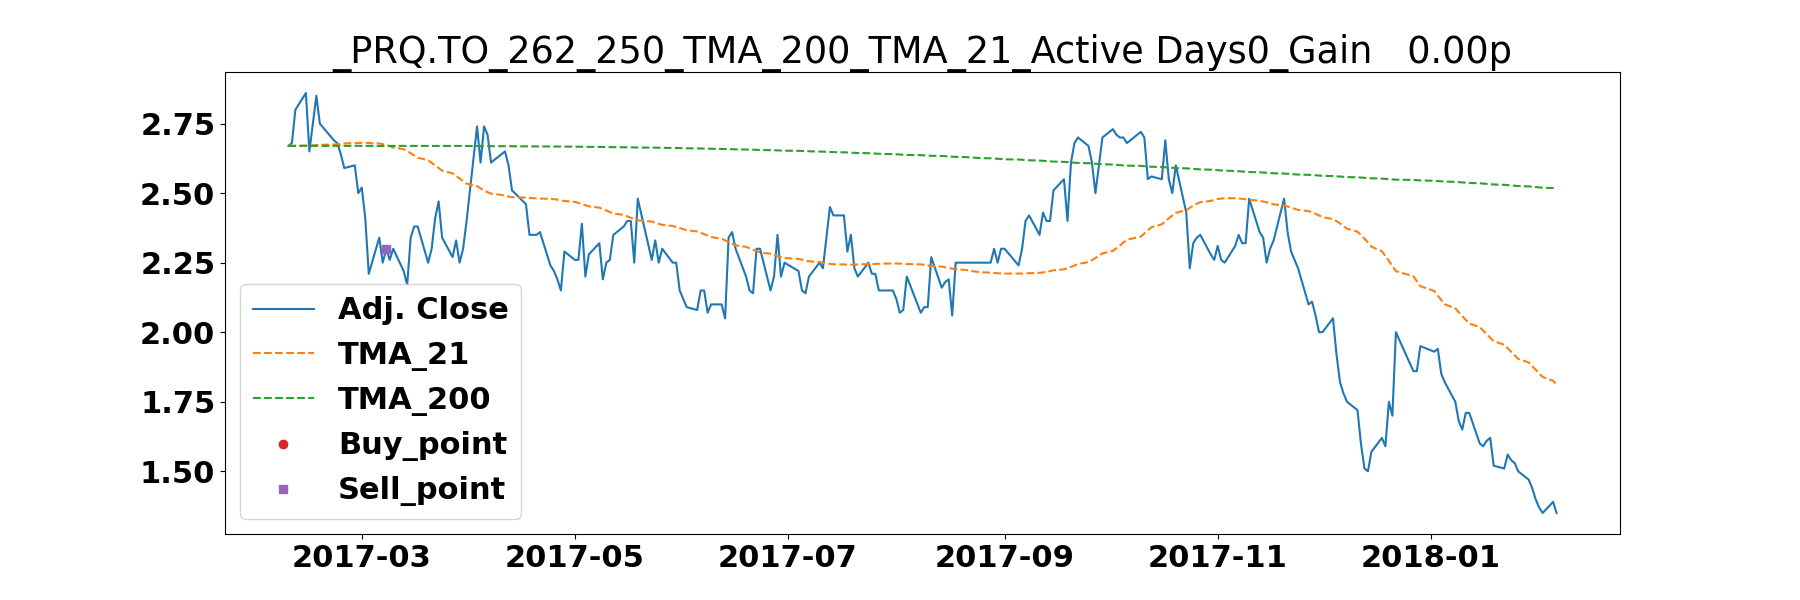 _PRQ.TO_262_250_TMA_200_TMA_21_Active Days0_Gain   0.00p
2.75
2.50
2.25
2.00
1.75
1.50
Adj. Close
TMA_21
TMA_200
Buy_point
Sell_point
2017-03 2017-05 2017-07 2017-09 2017-11 2018-01